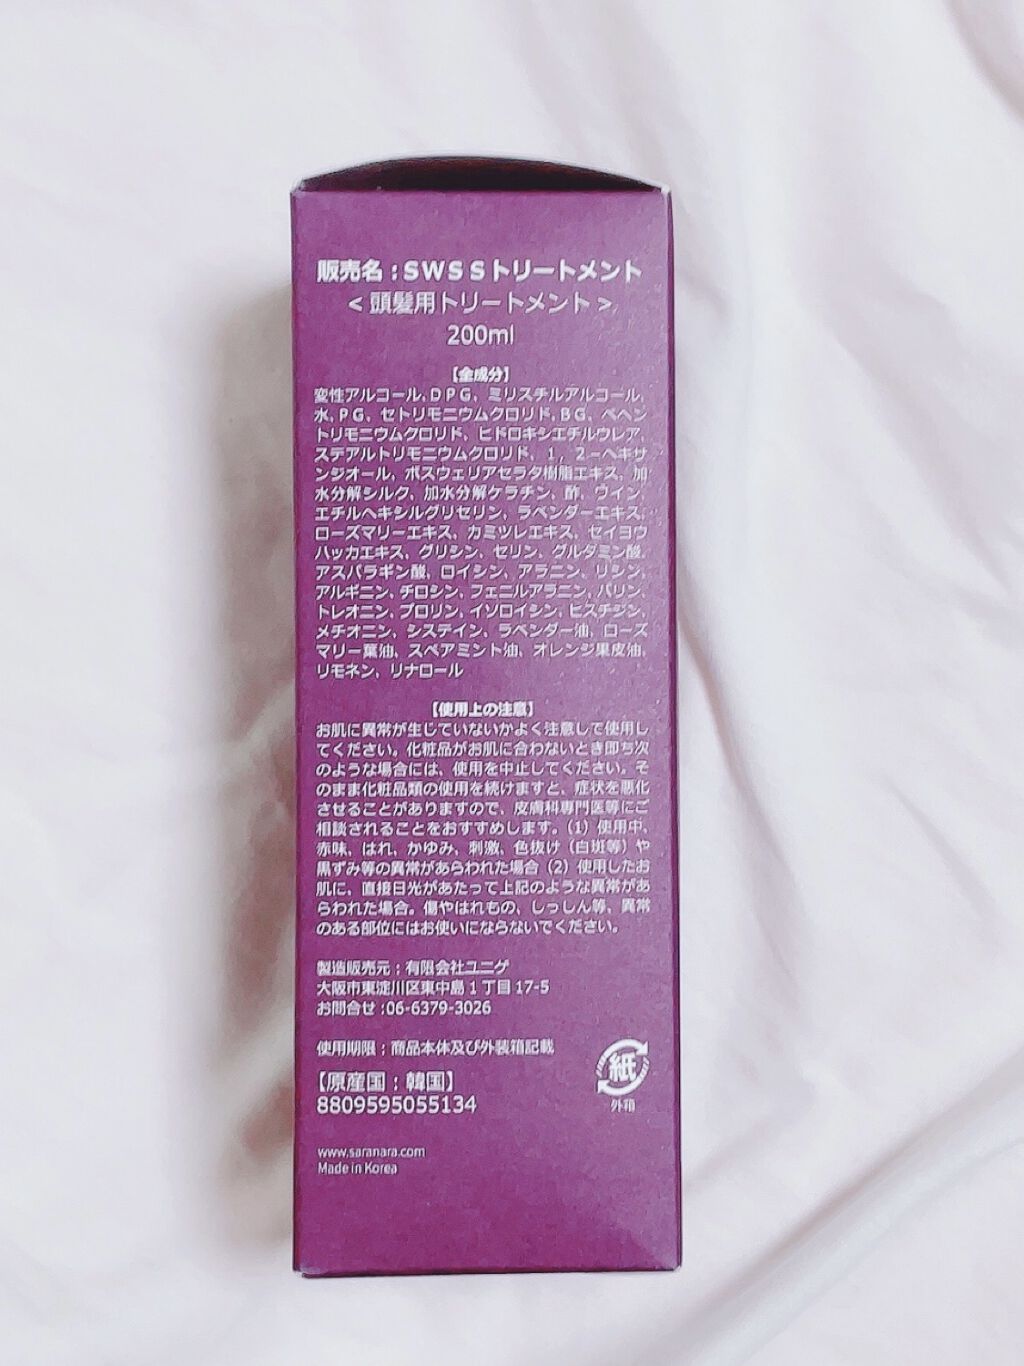 販売名：ＳＷＳＳトリートメント
＜頭髪用トリートメント＞
200ml
【全成分】
変性アルコール、ＤＰＧ、ミリスチルアルコール、
水、ＰＧ、セトリモニウムクロリド、ＢＧ、ベヘン
トリモニウムクロリド、ヒドロキシエチルウレア、
ステアルトリモニウムクロリド、１，２－ヘキサ
ンジオール、ボスウェリアセラタ樹脂エキス、加
水分解シルク、加水分解ケラチン、酢、ワイン、
エチルヘキシルグリセリン、ラベンダーエキス、
ローズマリーエキス、カミツレエキス、セイヨウ
ハッカエキス、グリシン、セリン、グルタミン酸、
アスパラギン酸、ロイシン、アラニン、リシン、
アルギニン、チロシン、フェニルアラニン、バリン、
トレオニン、プロリン、イソロイシン、ヒスチジン、
メチオニン、システイン、ラベンダー油、ローズ
マリー葉油、スペアミント油、オレンジ果皮油、
リモネン、リナロール
【使用上の注意】
お肌に異常が生じていないかよく注意して使用し
てください。化粧品がお肌に合わないとき即ち次
のような場合には、使用を中止してください。そ
のまま化粧品類の使用を続けますと、症状を悪化
させることがありますので、皮膚科専門医等にご
相談されることをおすすめします。（1）使用中、
赤味、はれ、かゆみ、刺激、色抜け（白斑等）や
黒ずみ等の異常があらわれた場合（2）使用したお
肌に、直接日光があたって上記のような異常があ
らわれた場合。傷やはれもの、しっしん等、異常
のある部位にはお使いにならないでください。
製造販売元：有限会社ユニゲ
大阪市東淀川区東中島１丁目17-5
お問合せ：06-6379-3026
使用期限：商品本体及び外装箱記載
【原産国：韓国】
8809595055134
紙
外箱
www.saranara.com
Made in Korea